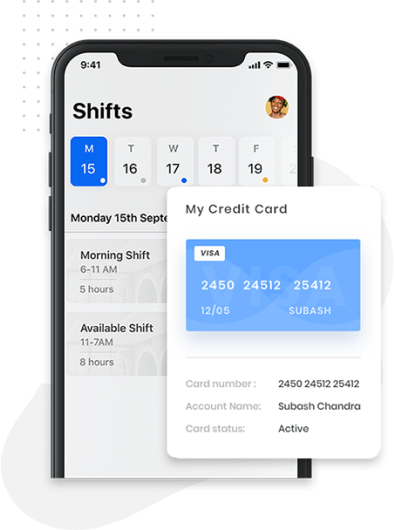 9:41
Shifts
M T W T F
15 16 17 18 19 2
Monday 15th Septe
Morning Shift
6-11 AM
5 hours
Available Shift
11-7AM
8 hours
My Credit Card
VISA
VISA
2450 24512 25412
12/05 SUBASH
Card number : 2450 24512 25412
Account Name: Subash Chandra
Card status: Active